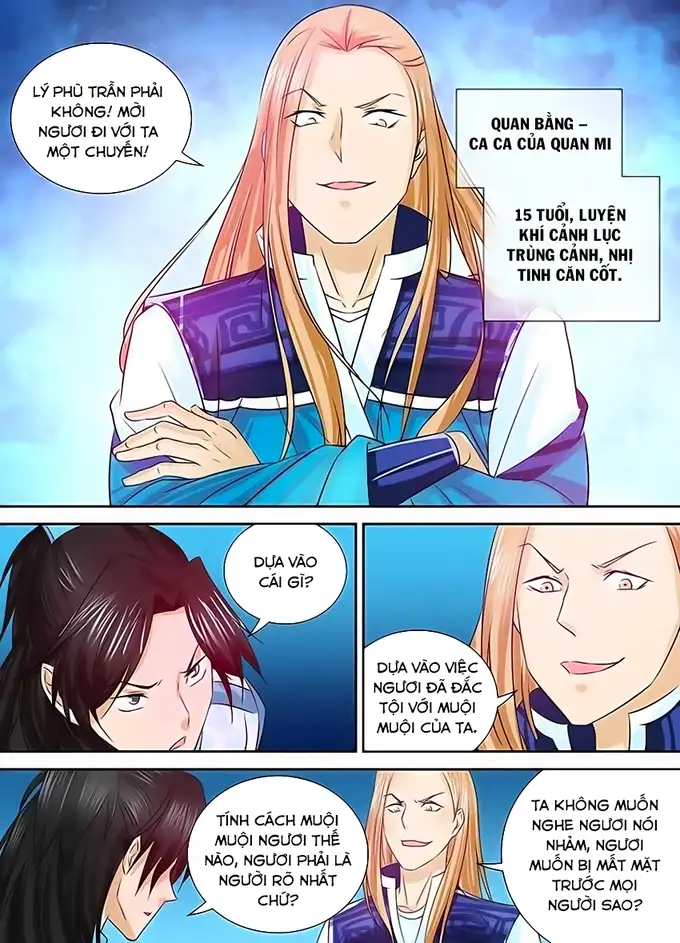 LÝ PHÙ TRẦN PHẢI
KHÔNG! MỜI
NGƯƠI ĐI VỚI TA
MỘT CHUYẾN!
QUAN BẰNG –
CA CA CỦA QUAN MI
15 TUỔI, LUYỆN
KHÍ CẢNH LỤC
TRÙNG CẢNH, NHỊ
TINH CĂN CỐT.
DỰA VÀO
CÁI GÌ?
DỰA VÀO VIỆC
NGƯƠI ĐÃ ĐẮC
TỘI VỚI MUỘI
MUỘI CỦA TA.
TÍNH CÁCH MUỘI
MUỘI NGƯƠI THẾ
NÀO, NGƯƠI PHẢI LÀ
NGƯỜI RÕ NHẤT
CHỨ?
TA KHÔNG MUỐN
NGHE NGƯƠI NÓI
NHẢM, NGƯƠI
MUỐN BỊ MẤT MẶT
TRƯỚC MỌI
NGƯỜI SAO?